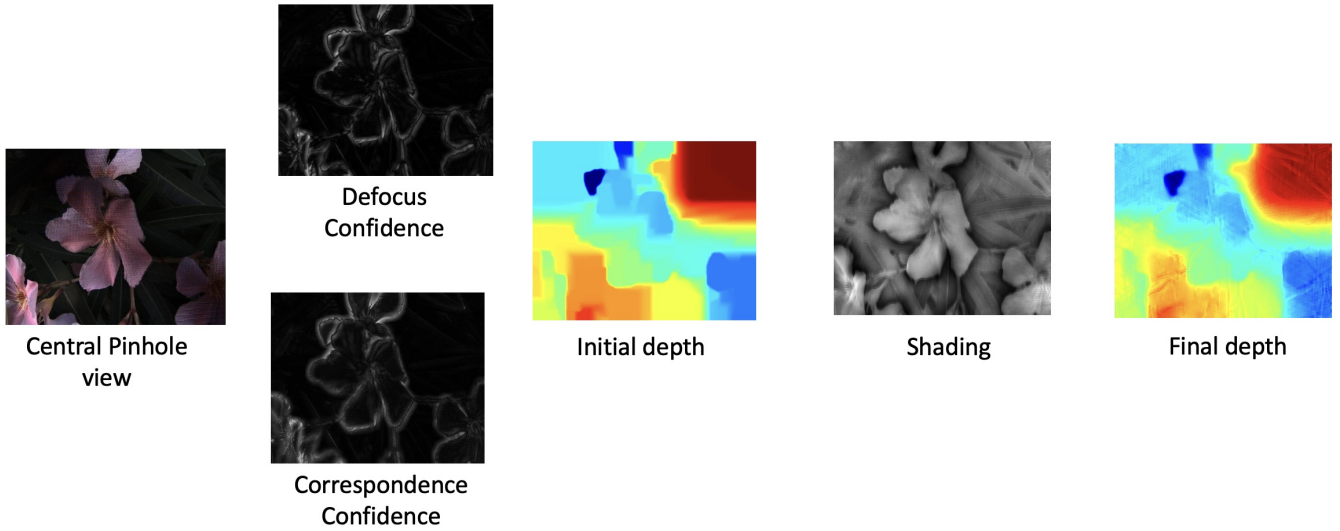 Defocus
Confidence
Central Pinhole
view
Initial depth
Shading
Final depth
Correspondence
Confidence